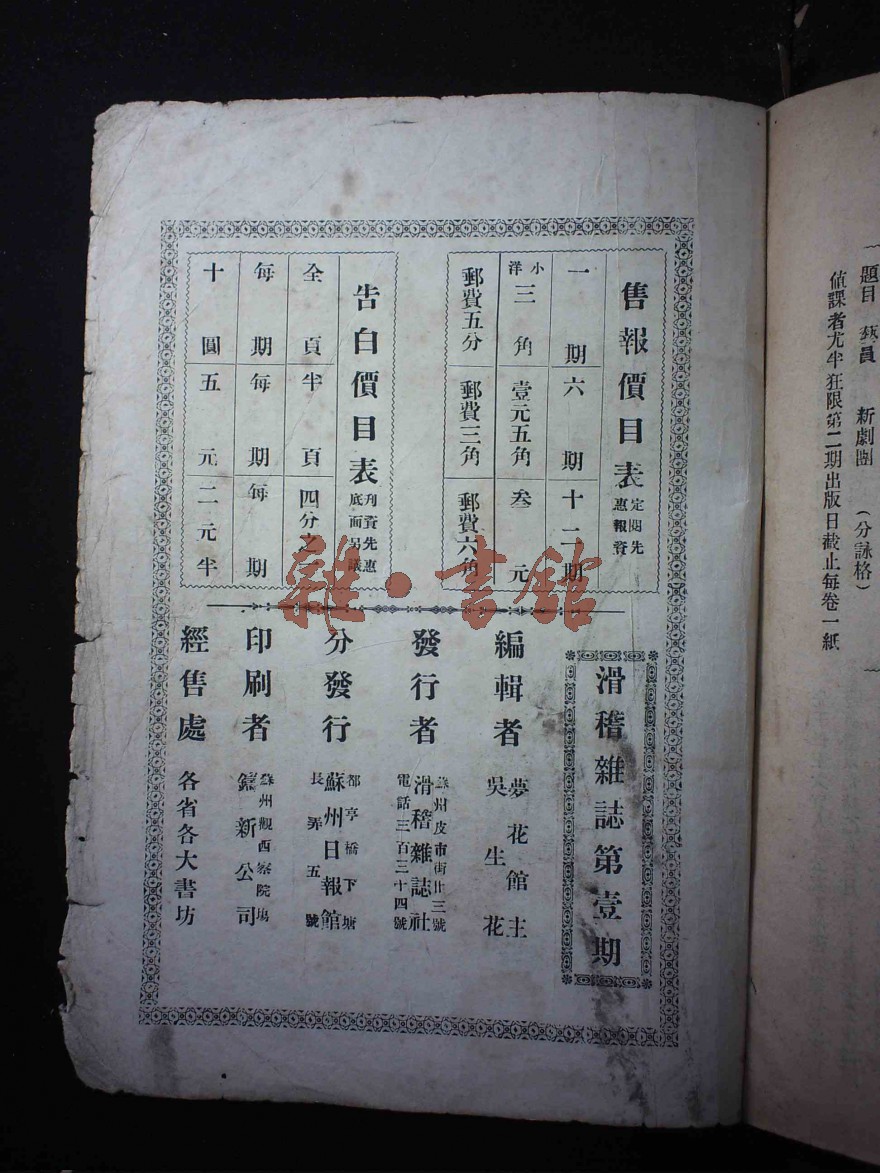 題目 藝員 新劇團 （分詠格）
值課者尤半狂限第二期出版日截止每卷一紙
售報價目表 定閱先惠報資
一期 六期 十二期
小洋三角 壹元五角 叁元
郵費五分 郵費三角 郵費六角
告白價目表 刋資先惠底面另議
全頁 半頁 四分之
每期 每期 每期
十圓 五元 二元半
滑稽雜誌第壹期
編輯者 夢花館主 吳生花
發行者 蘇州皮市街廿三號 滑稽雜誌社 電話三百三十四號
分發行 都亭橋下塘 蘇州日報館 長弄五號
印刷者 蘇州觀西察院塲 鑄新公司
經售處 各省各大書坊
雜·書館